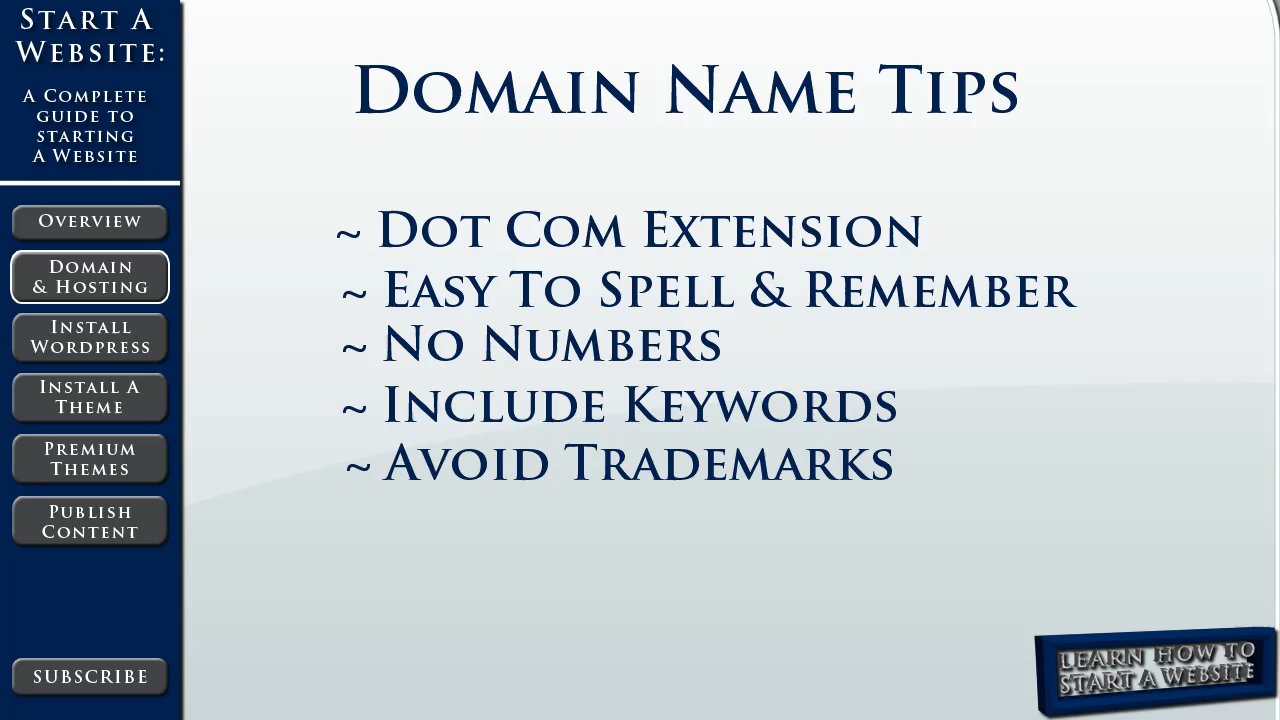 Start A
Website:
A Complete
guide to
starting
A Website
Overview
Domain
& Hosting
Install
Wordpress
Install A
Theme
Premium
Themes
Publish
Content
Subscribe
Domain Name Tips
~ Dot Com Extension
~ Easy To Spell & Remember
~ No Numbers
~ Include Keywords
~ Avoid Trademarks
Learn How To
Start A Website